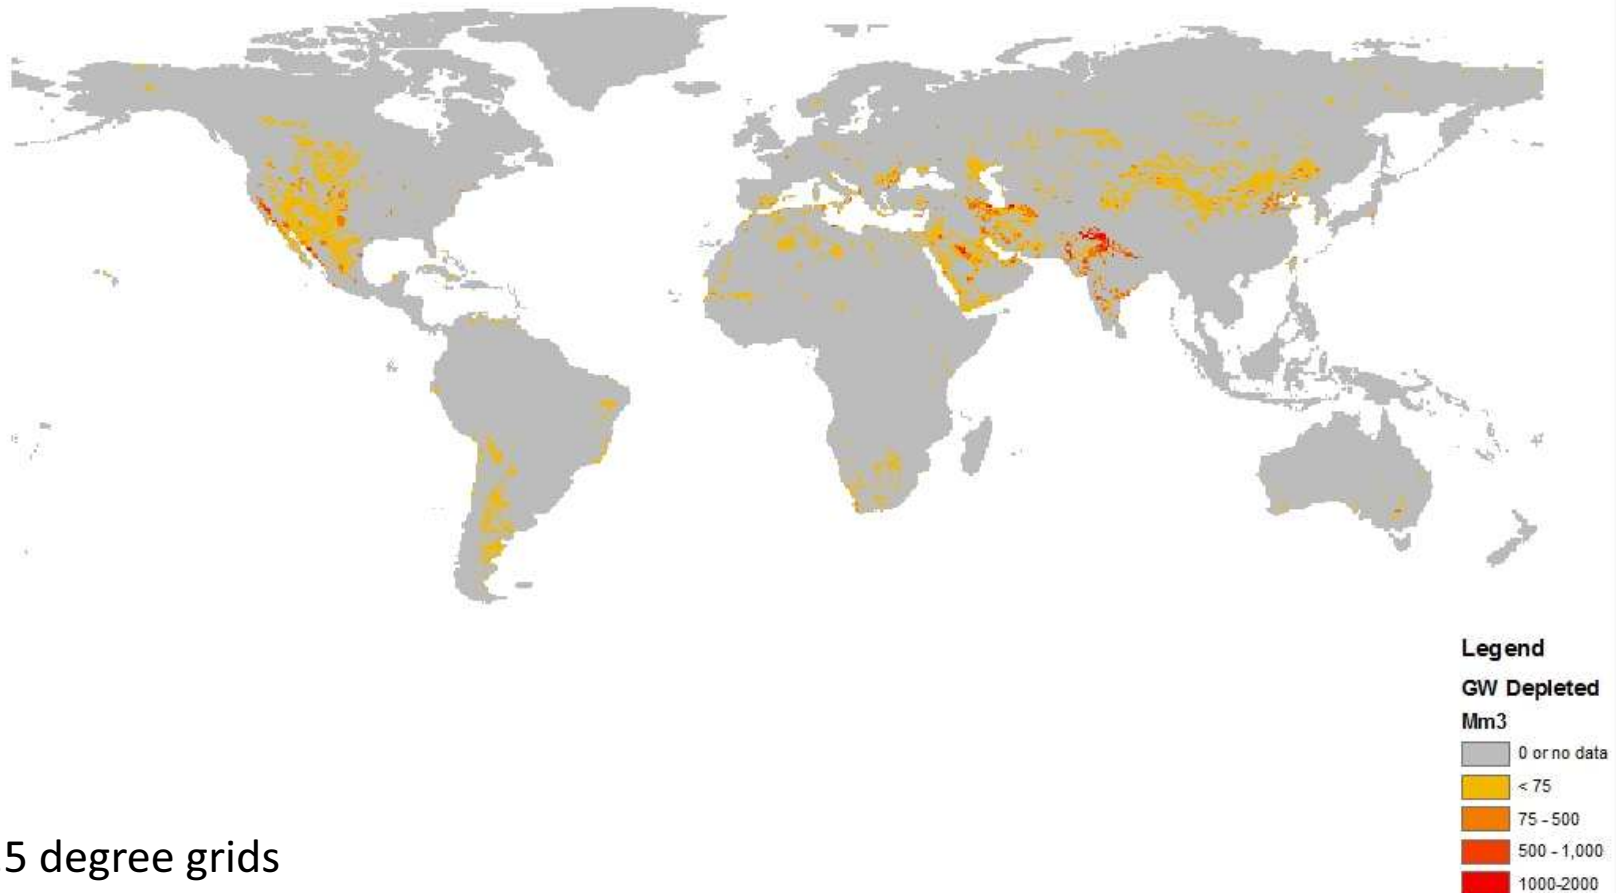 Legend
GW Depleted
Mm3
0 or no data
< 75
75 - 500
500 - 1,000
1000-2000
5 degree grids